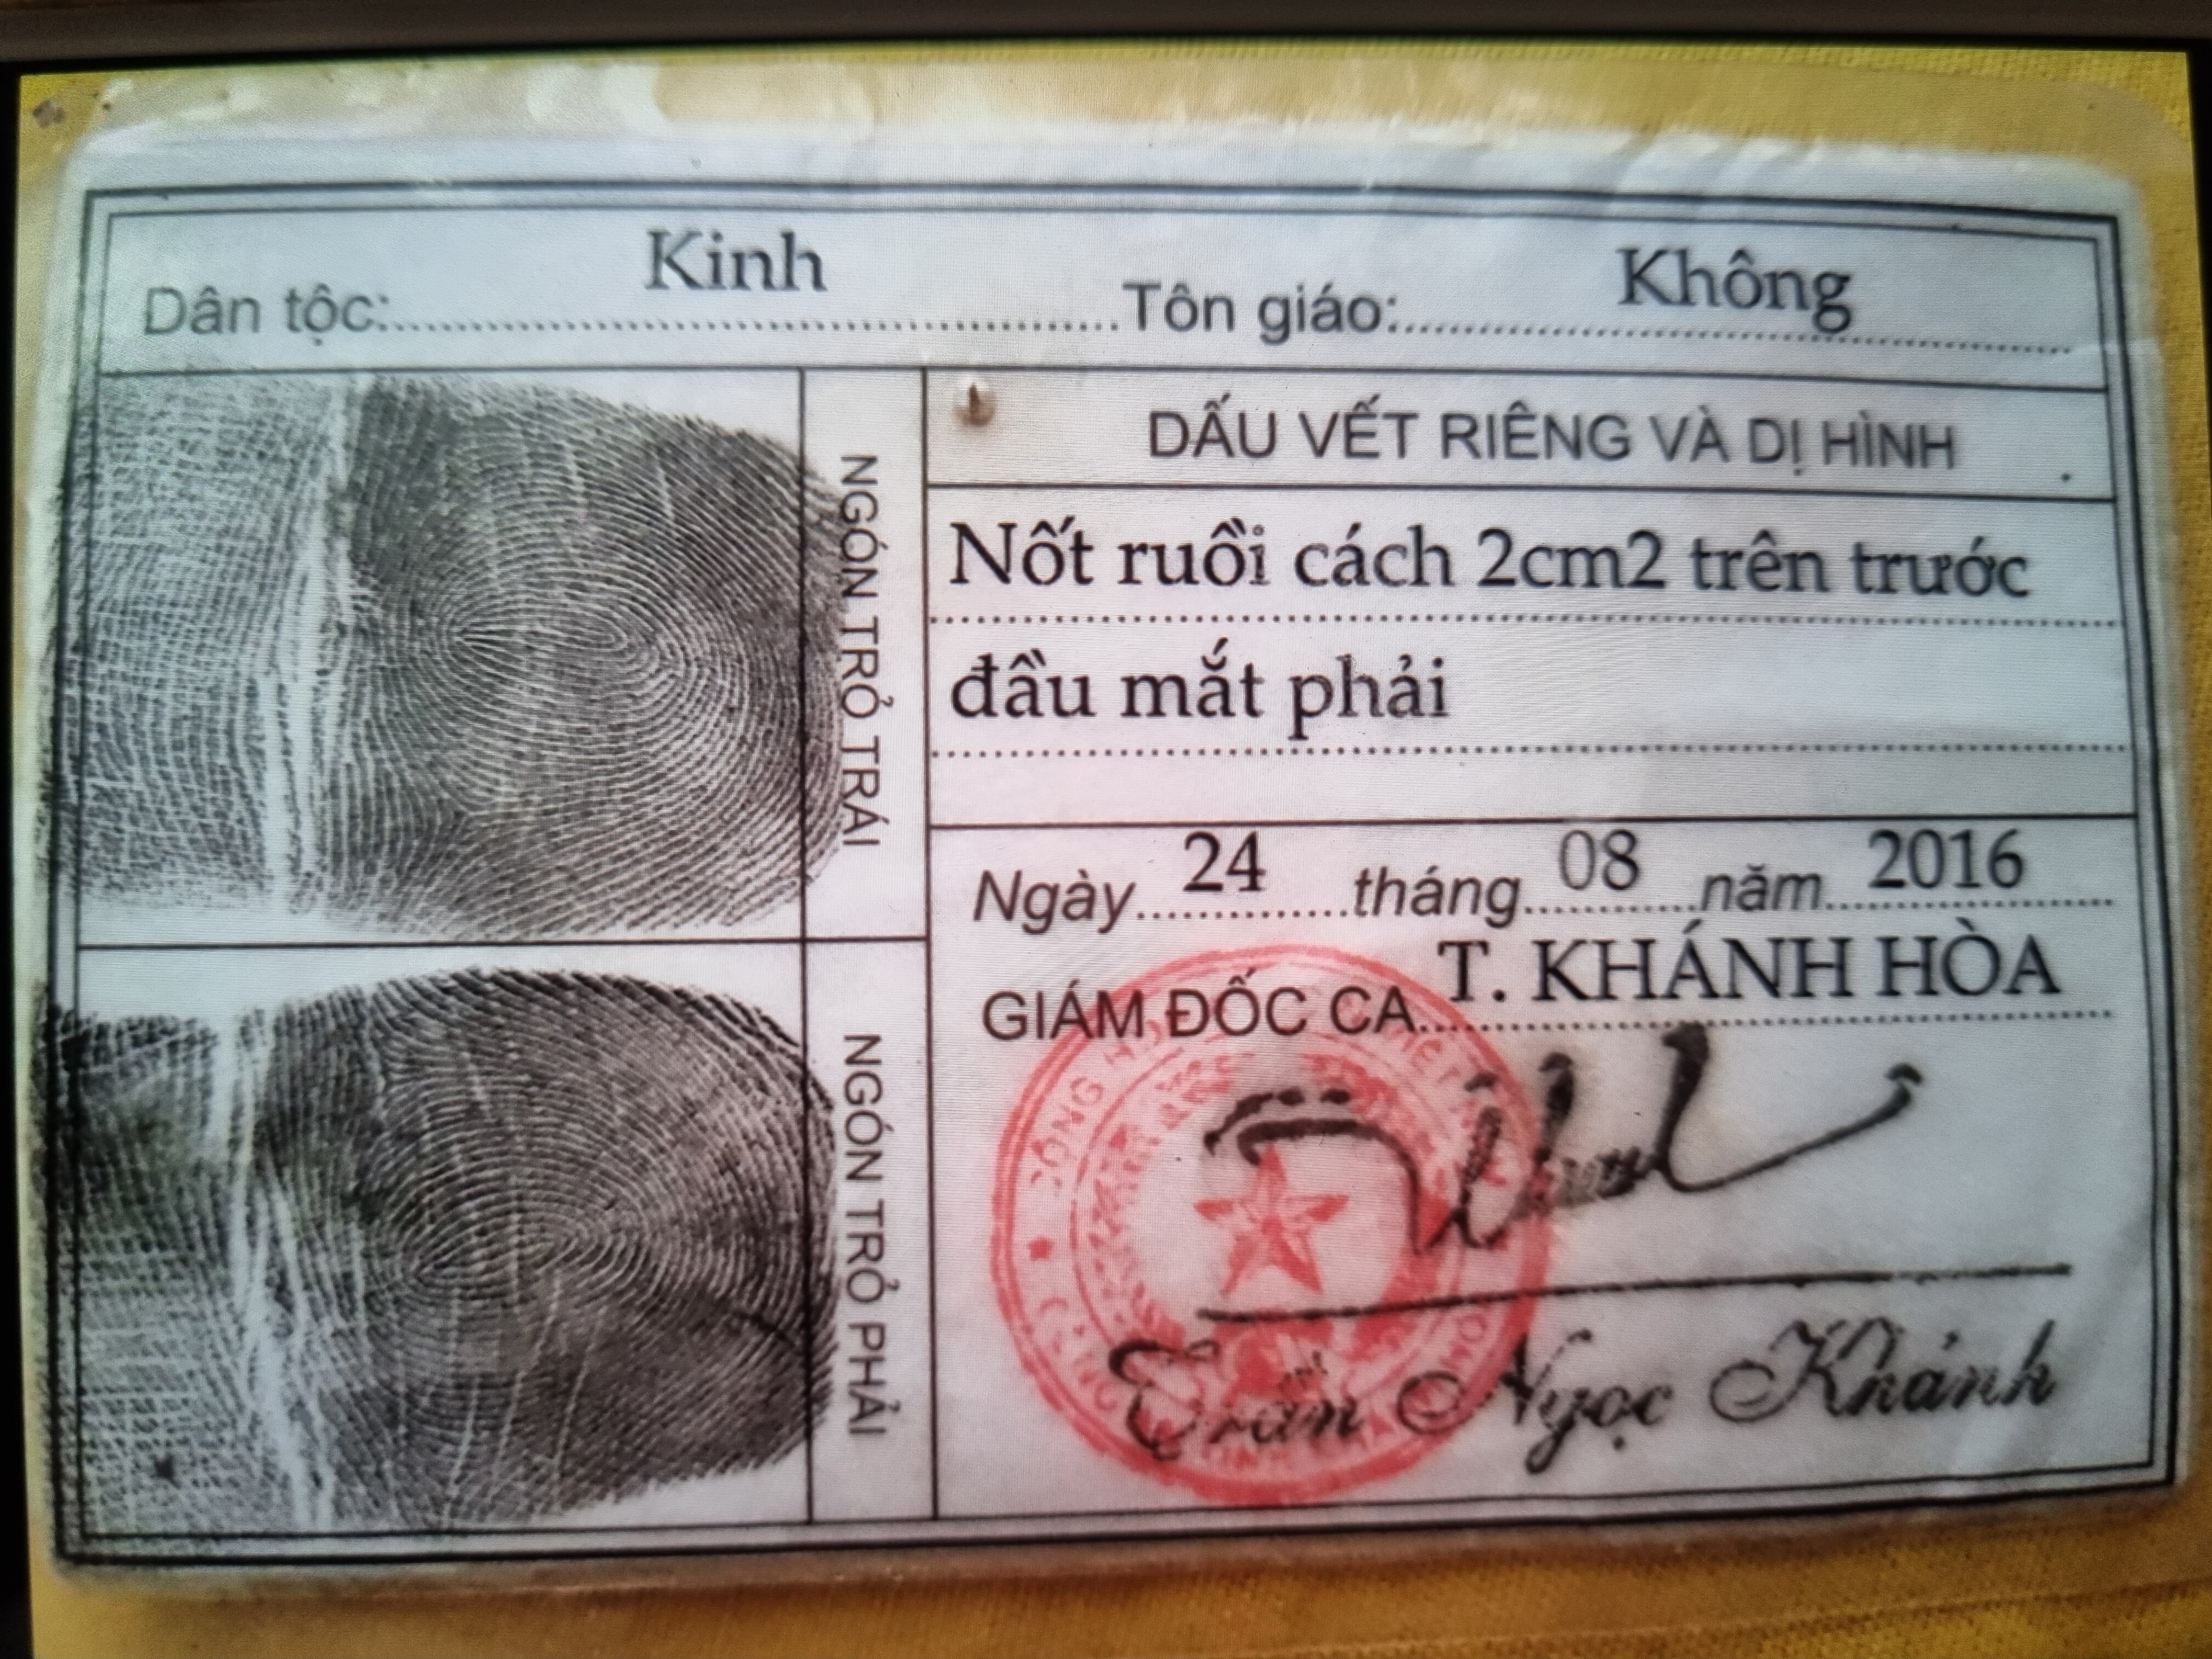 Dân tộc: Kinh Tôn giáo: Không
NGÓN TRỎ TRÁI
DẤU VẾT RIÊNG VÀ DỊ HÌNH
Nốt ruồi cách 2cm2 trên trước
đầu mắt phải
Ngày 24 tháng 08 năm 2016
GIÁM ĐỐC CA T. KHÁNH HÒA
NGÓN TRỎ PHẢI
Trần Ngọc Khánh